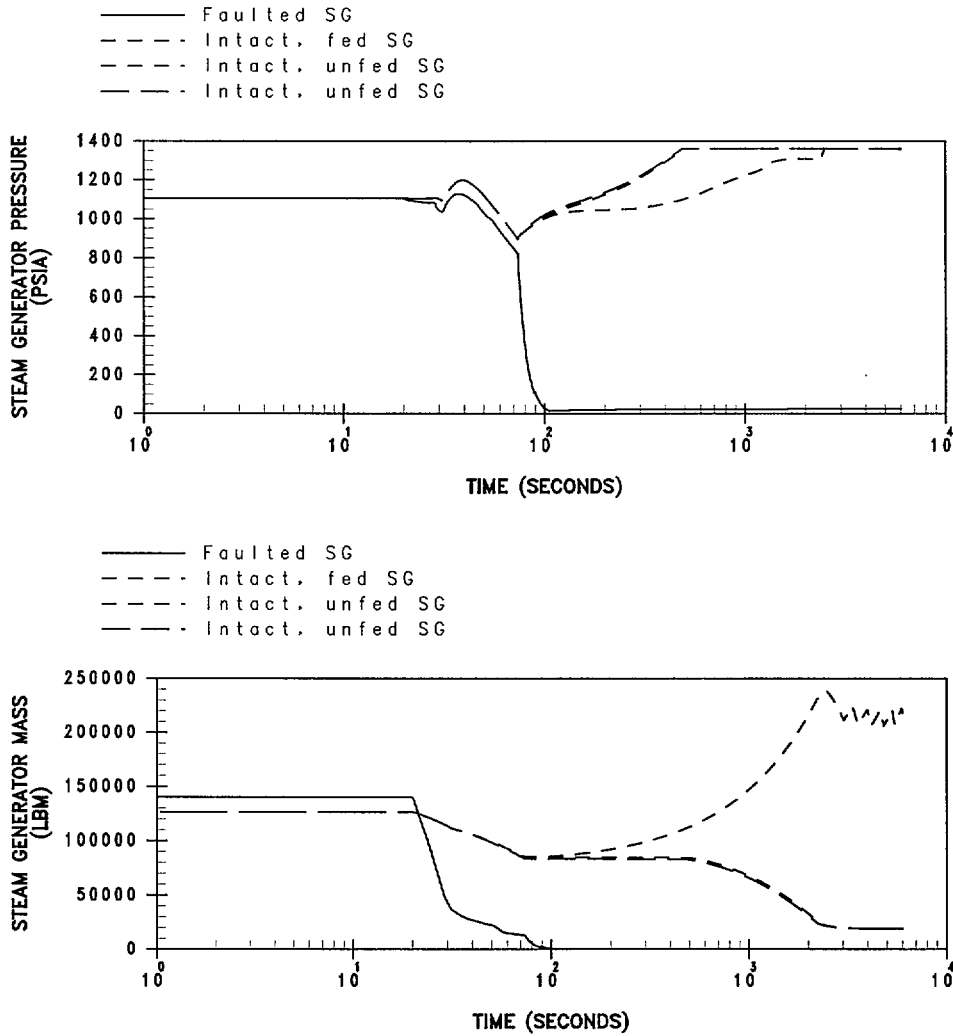 Faulted SG
Intact, fed SG
Intact, unfed SG
Intact, unfed SG
STEAM GENERATOR PRESSURE
(PSIA)
1400
1200
1000
800
600
400
200
0
10^0
10^1
10^2
10^3
10^4
TIME (SECONDS)
Faulted SG
Intact, fed SG
Intact, unfed SG
Intact, unfed SG
STEAM GENERATOR MASS
(LBM)
250000
200000
150000
100000
50000
0
10^0
10^1
10^2
10^3
10^4
TIME (SECONDS)